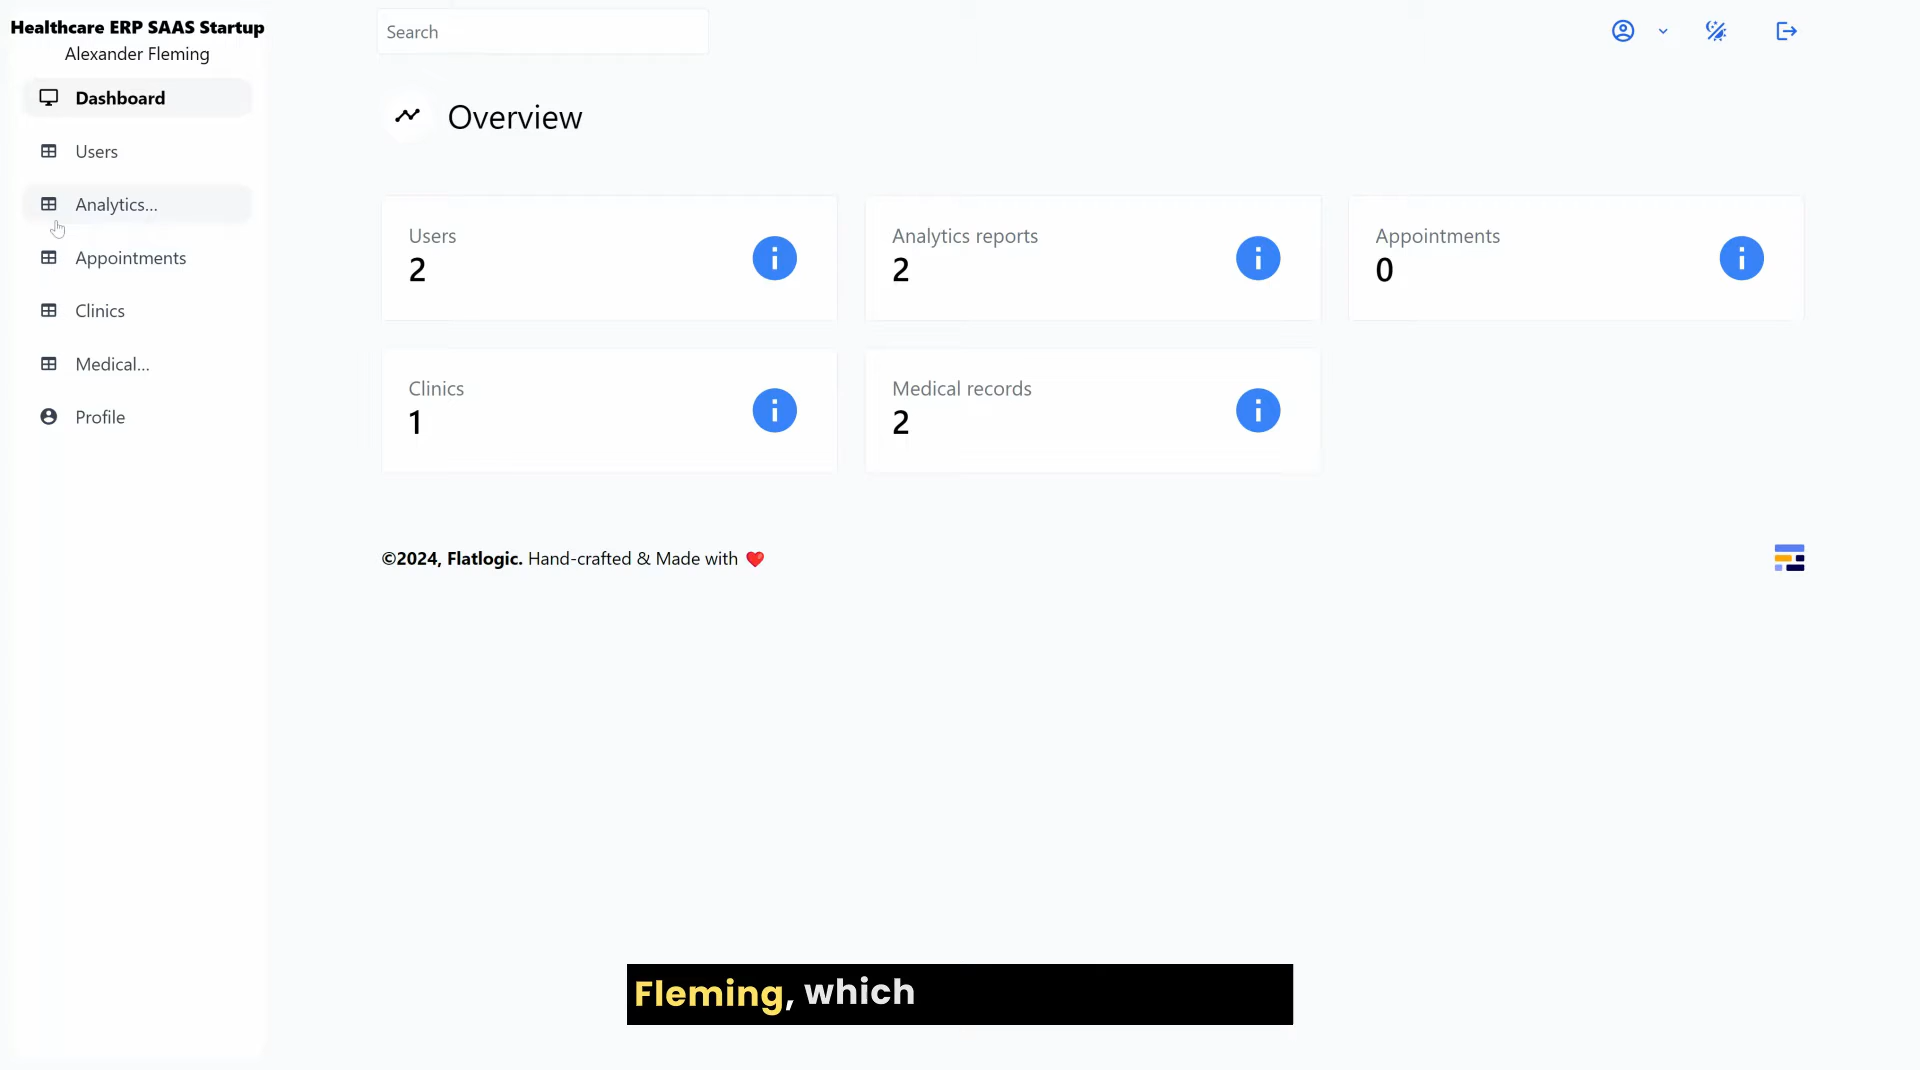 Healthcare ERP SAAS Startup
Alexander Fleming
Dashboard
Users
Analytics...
Appointments
Clinics
Medical...
Profile
Search
Overview
Users
2
Analytics reports
2
Appointments
0
Clinics
1
Medical records
2
©2024, Flatlogic. Hand-crafted & Made with ❤️
Fleming, which